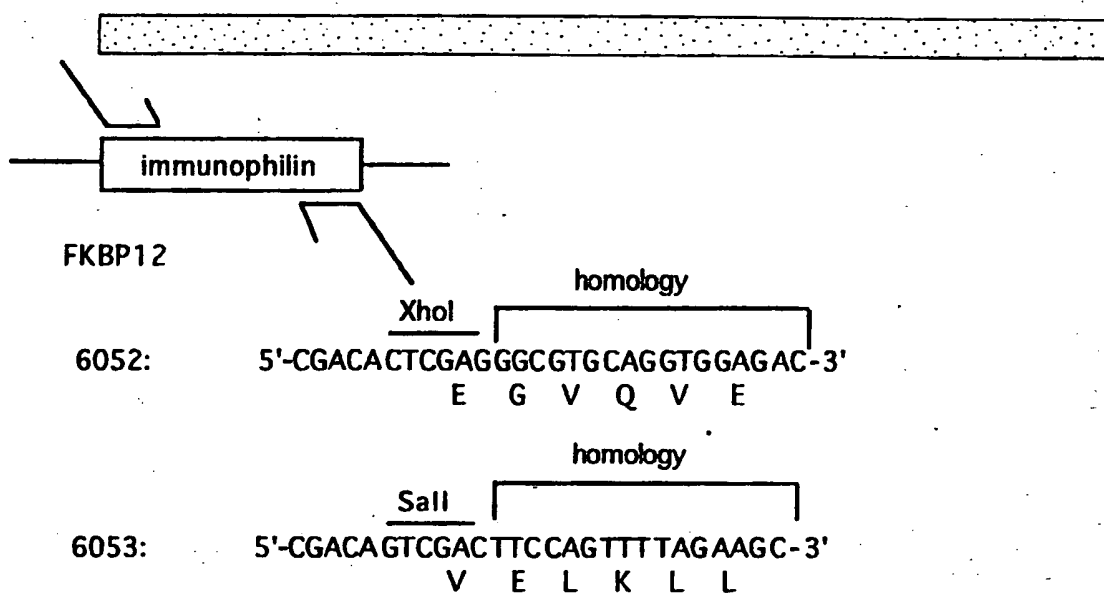 immunophilin
FKBP12
homology
XhoI
6052: 5'-CGACACTCGAGGGCGTGCAGGTGGAGAC-3'
E G V Q V E
homology
SalI
6053: 5'-CGACAGTCGACTTCCAGTTTTAGAAGC-3'
V E L K L L